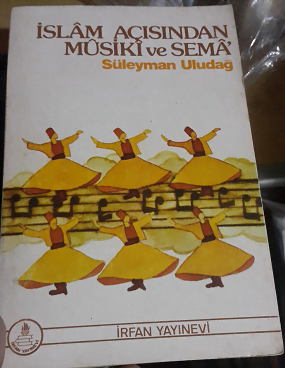 İSLÂM AÇISINDAN
MÛSİKÎ ve SEMÂ'
Süleyman Uludağ
İRFAN YAYINEVİ